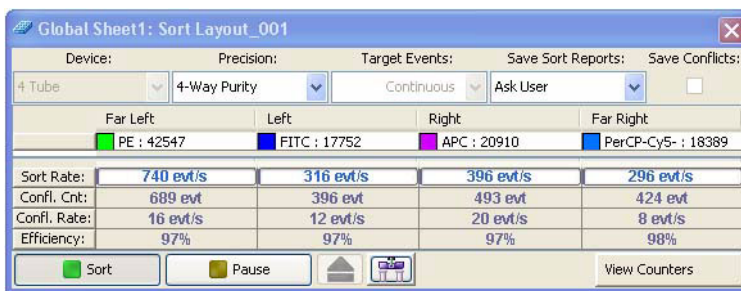 Global Sheet1: Sort Layout_001
Device: Precision: Target Events: Save Sort Reports: Save Conflicts:
4 Tube 4-Way Purity Continuous Ask User
Far Left Left Right Far Right
PE : 42547 FITC : 17752 APC : 20910 PerCP-Cy5- : 18389
Sort Rate: 740 evt/s 316 evt/s 396 evt/s 296 evt/s
Confl. Cnt: 689 evt 396 evt 493 evt 424 evt
Confl. Rate: 16 evt/s 12 evt/s 20 evt/s 8 evt/s
Efficiency: 97% 97% 97% 98%
Sort Pause View Counters